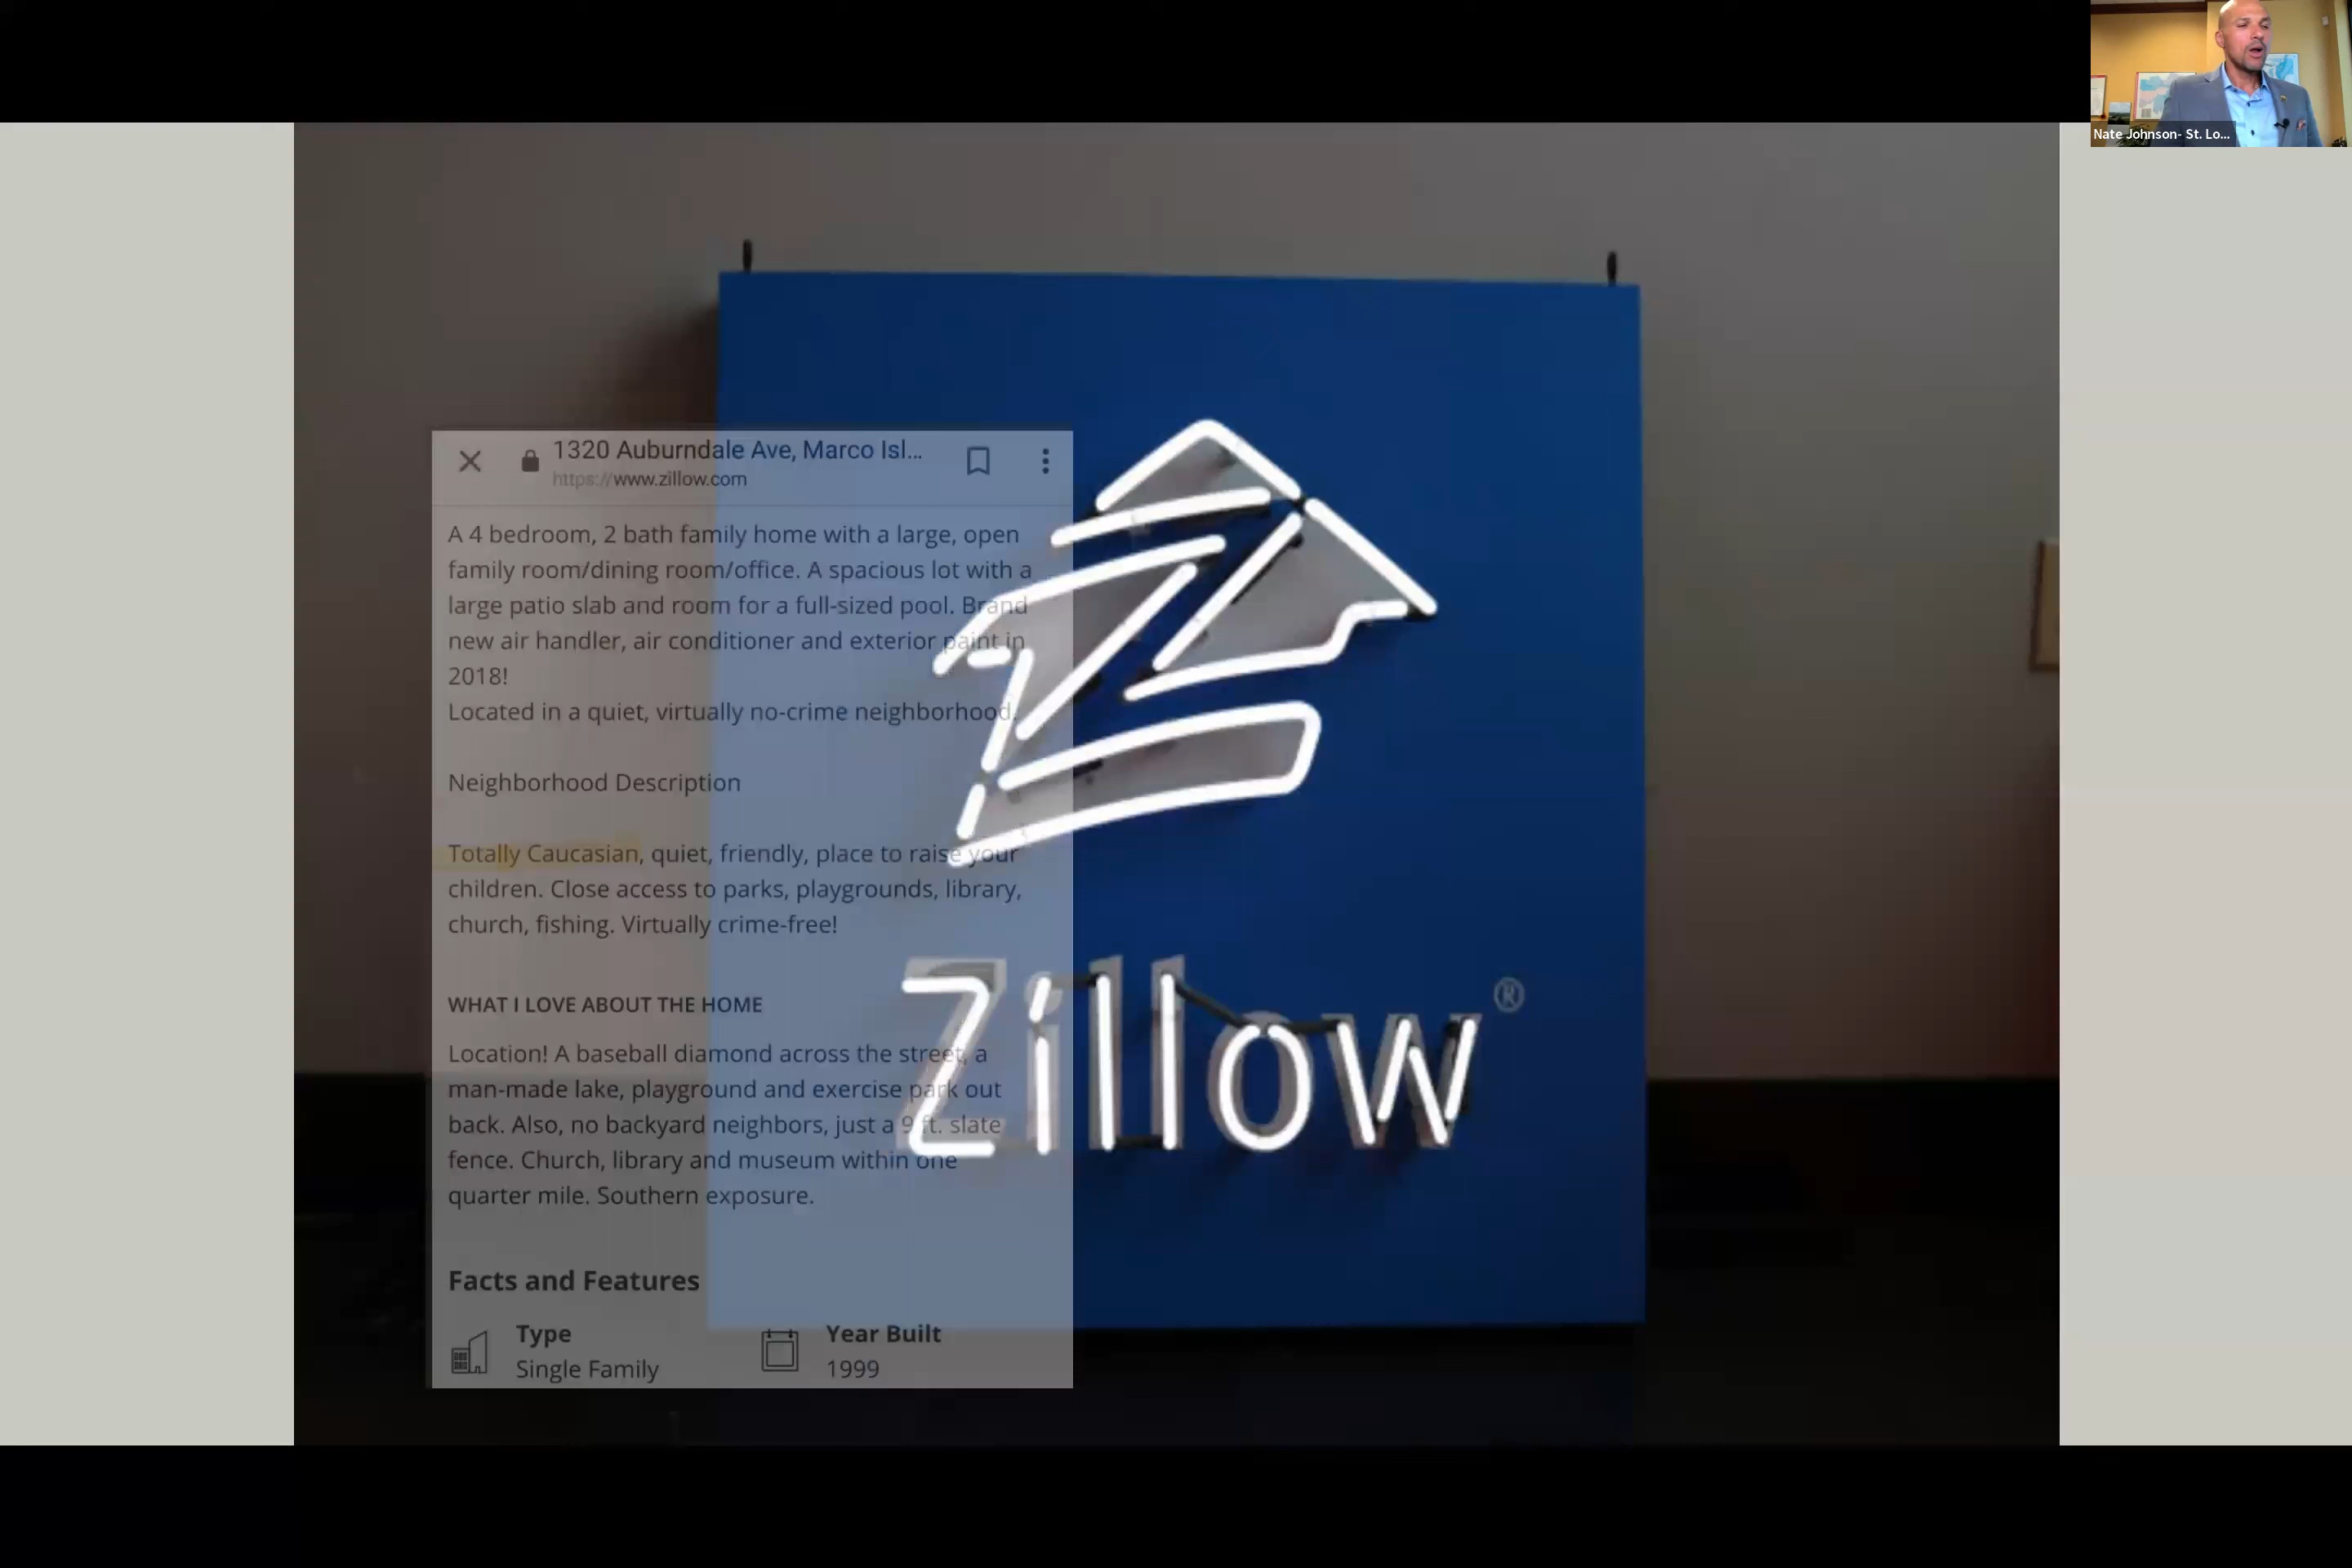 Nate Johnson- St. Lo...
1320 Auburndale Ave, Marco Isl...
https://www.zillow.com
A 4 bedroom, 2 bath family home with a large, open
family room/dining room/office. A spacious lot with a
large patio slab and room for a full-sized pool. Brand
new air handler, air conditioner and exterior paint in
2018!
Located in a quiet, virtually no-crime neighborhood.
Neighborhood Description
Totally Caucasian, quiet, friendly, place to raise your
children. Close access to parks, playgrounds, library,
church, fishing. Virtually crime-free!
WHAT I LOVE ABOUT THE HOME
Location! A baseball diamond across the street, a
man-made lake, playground and exercise park out
back. Also, no backyard neighbors, just a 9 ft. slate
fence. Church, library and museum within one
quarter mile. Southern exposure.
Facts and Features
Type
Single Family
Year Built
1999
Zillow®